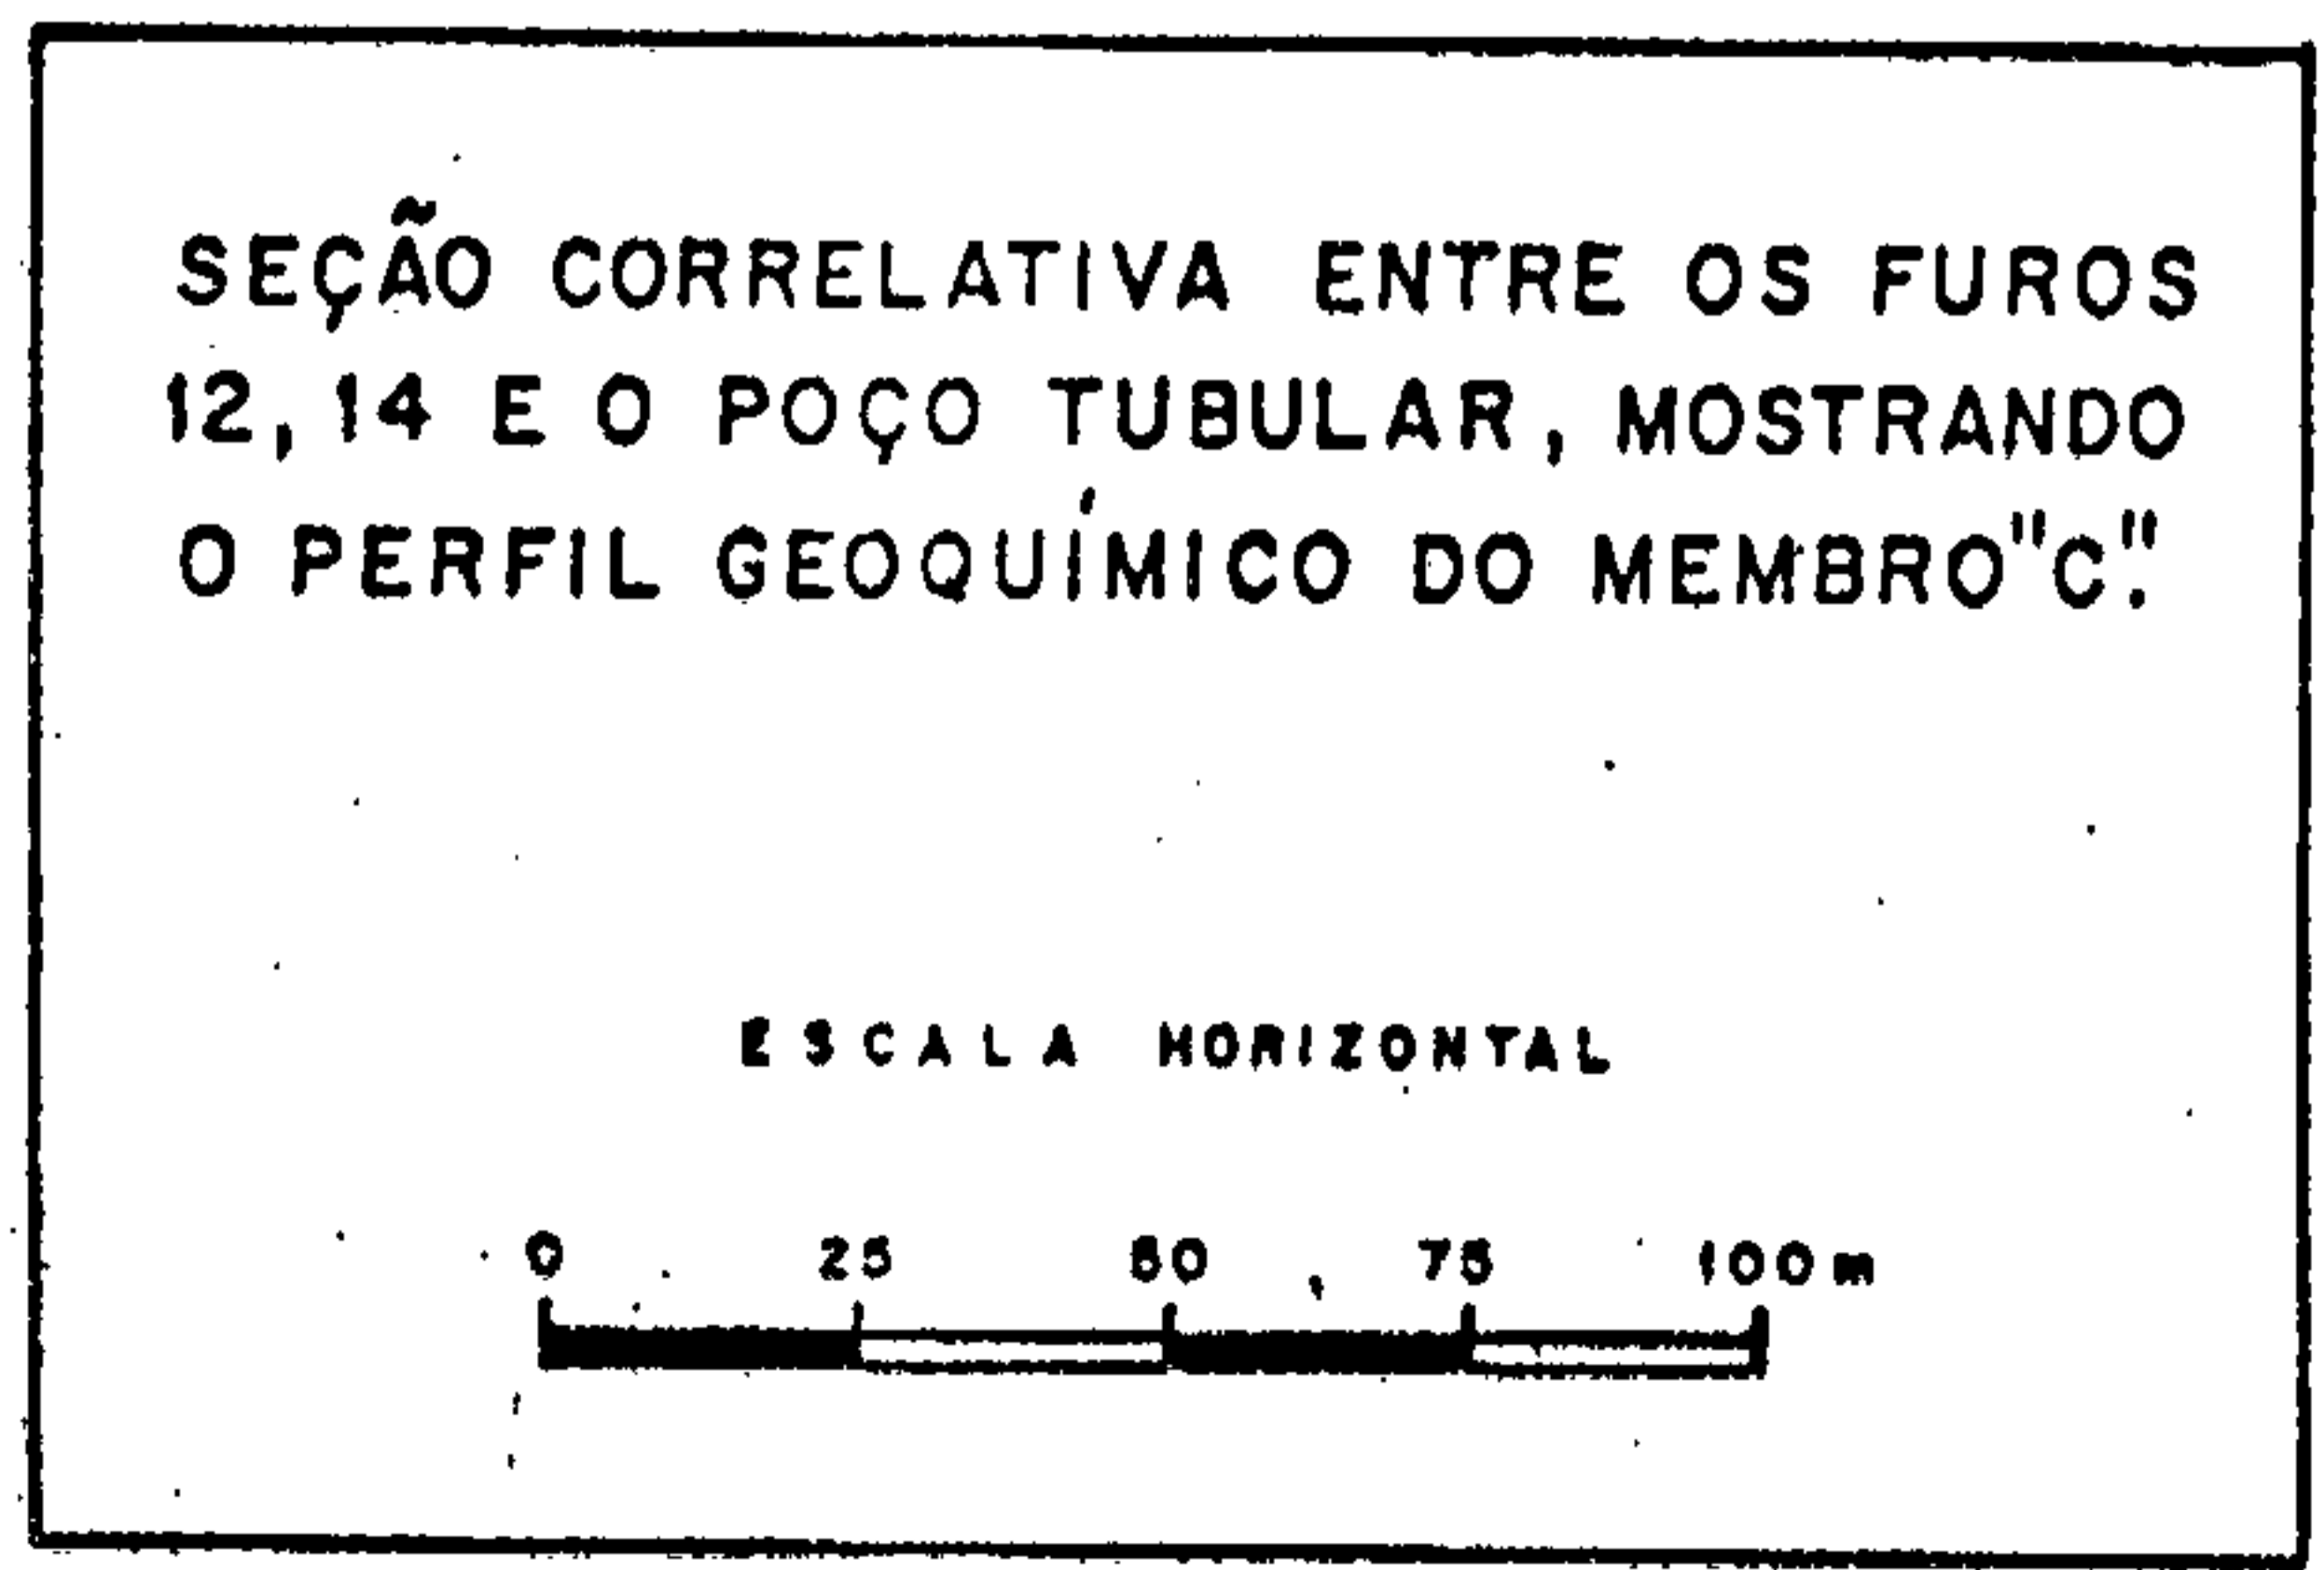 SEÇÃO CORRELATIVA ENTRE OS FUROS
12, 14 E O POÇO TUBULAR, MOSTRANDO
O PERFIL GEOQUÍMICO DO MEMBRO "C".
ESCALA HORIZONTAL
0 25 50 75 100 m